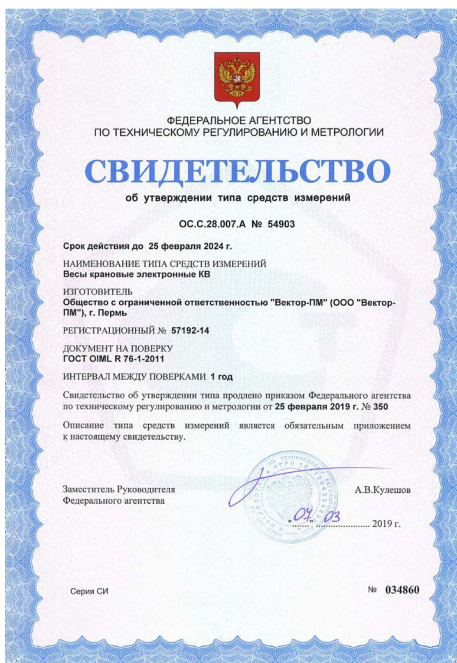 ФЕДЕРАЛЬНОЕ АГЕНТСТВО
ПО ТЕХНИЧЕСКОМУ РЕГУЛИРОВАНИЮ И МЕТРОЛОГИИ
СВИДЕТЕЛЬСТВО
об утверждении типа средств измерений
ОС.С.28.007.А № 54903
Срок действия до 25 февраля 2024 г.
НАИМЕНОВАНИЕ ТИПА СРЕДСТВ ИЗМЕРЕНИЙ
Весы крановые электронные КВ
ИЗГОТОВИТЕЛЬ
Общество с ограниченной ответственностью "Вектор-ПМ" (ООО "Вектор-
ПМ"), г. Пермь
РЕГИСТРАЦИОННЫЙ № 57192-14
ДОКУМЕНТ НА ПОВЕРКУ
ГОСТ OIML R 76-1-2011
ИНТЕРВАЛ МЕЖДУ ПОВЕРКАМИ 1 год
Свидетельство об утверждении типа продлено приказом Федерального агентства
по техническому регулированию и метрологии от 25 февраля 2019 г. № 350
Описание типа средств измерений является обязательным приложением
к настоящему свидетельству.
Заместитель Руководителя
Федерального агентства
А.В.Кулешов
"07" 03 2019 г.
Серия СИ
№ 034860